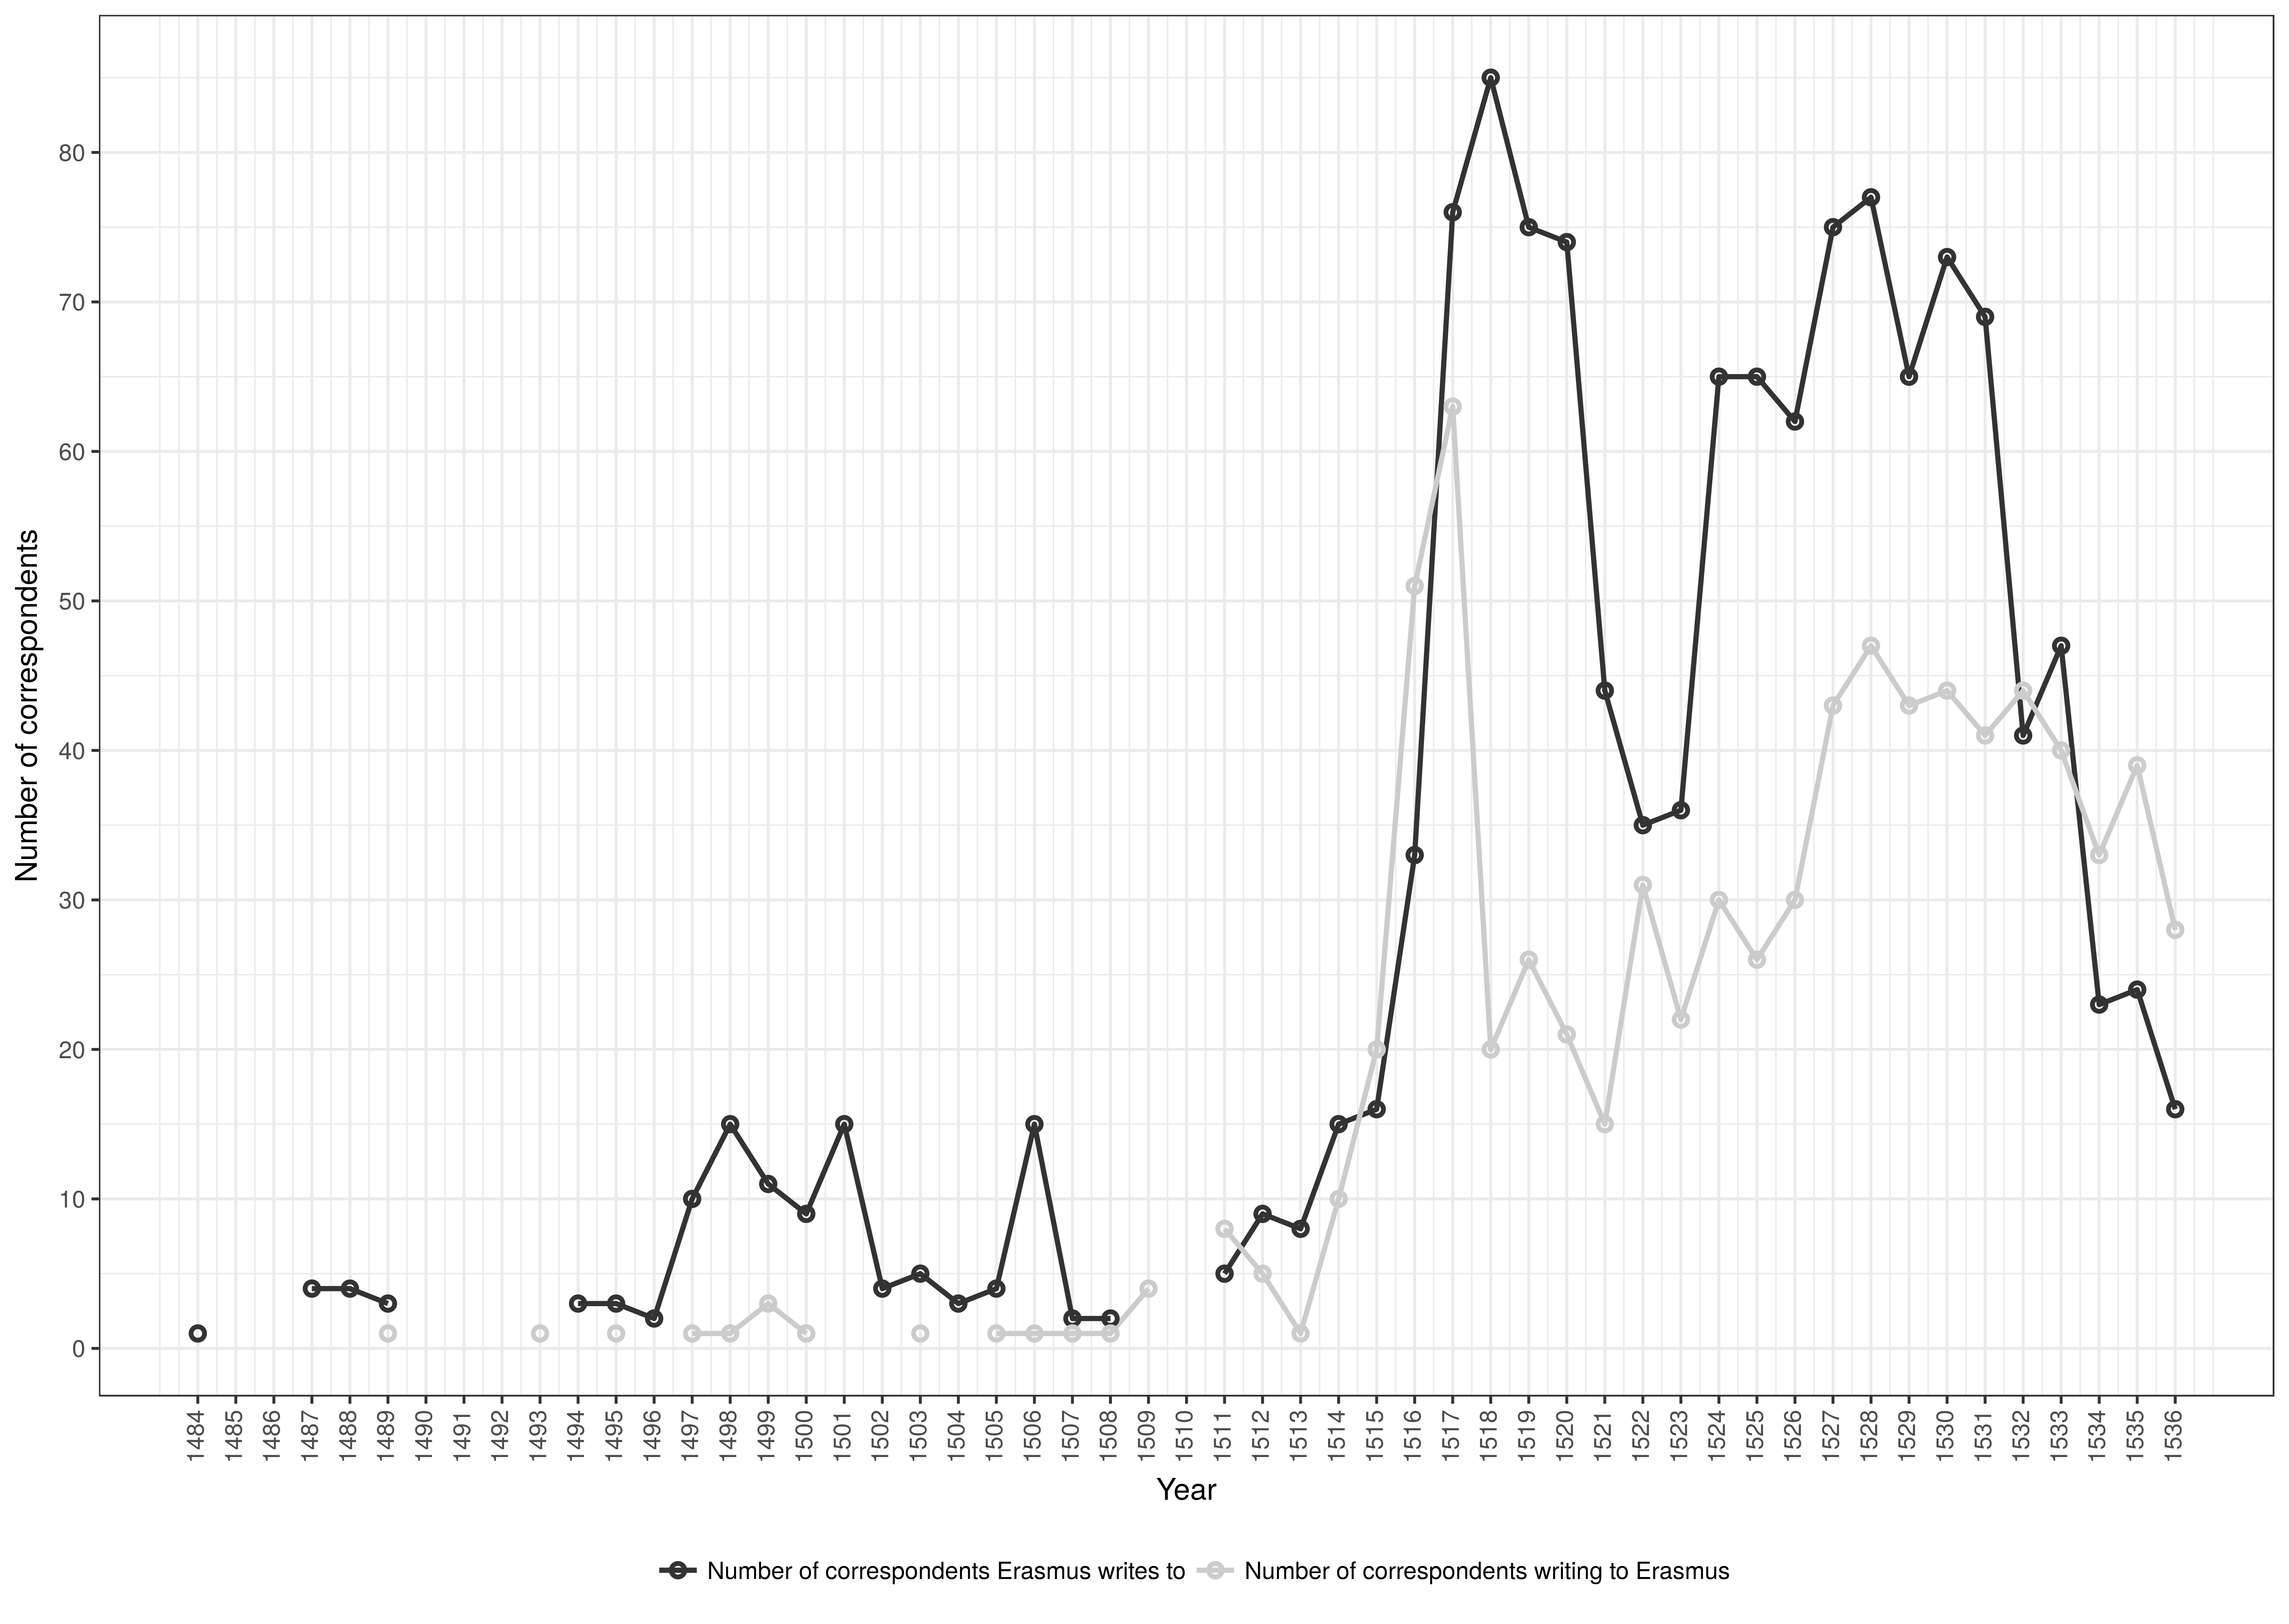 Number of correspondents
80
70
60
50
40
30
20
10
0
1484 1485 1486 1487 1488 1489 1490 1491 1492 1493 1494 1495 1496 1497 1498 1499 1500 1501 1502 1503 1504 1505 1506 1507 1508 1509 1510 1511 1512 1513 1514 1515 1516 1517 1518 1519 1520 1521 1522 1523 1524 1525 1526 1527 1528 1529 1530 1531 1532 1533 1534 1535 1536
Year
Number of correspondents Erasmus writes to Number of correspondents writing to Erasmus